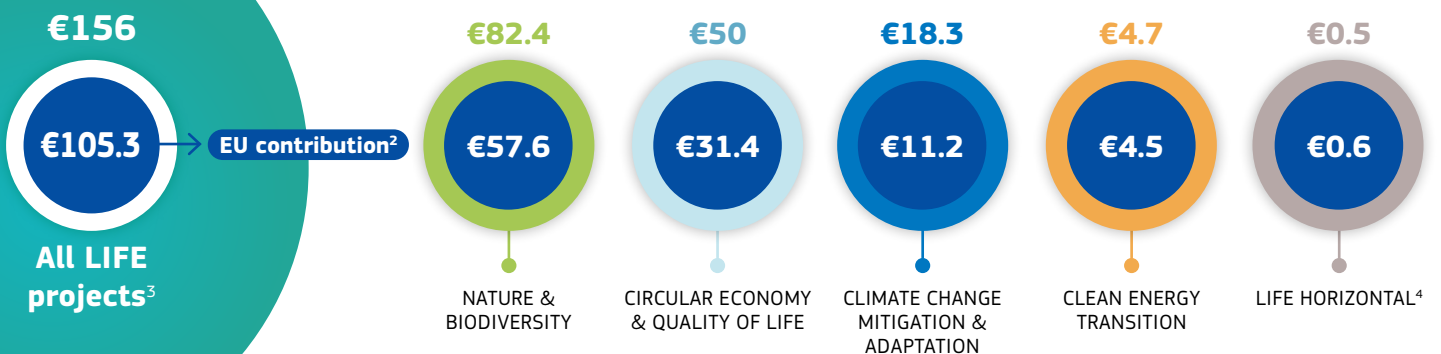 €156
€105.3
EU contribution²
All LIFE
projects³
€82.4
€57.6
NATURE &
BIODIVERSITY
€50
€31.4
CIRCULAR ECONOMY
& QUALITY OF LIFE
€18.3
€11.2
CLIMATE CHANGE
MITIGATION &
ADAPTATION
€4.7
€4.5
CLEAN ENERGY
TRANSITION
€0.5
€0.6
LIFE HORIZONTAL⁴